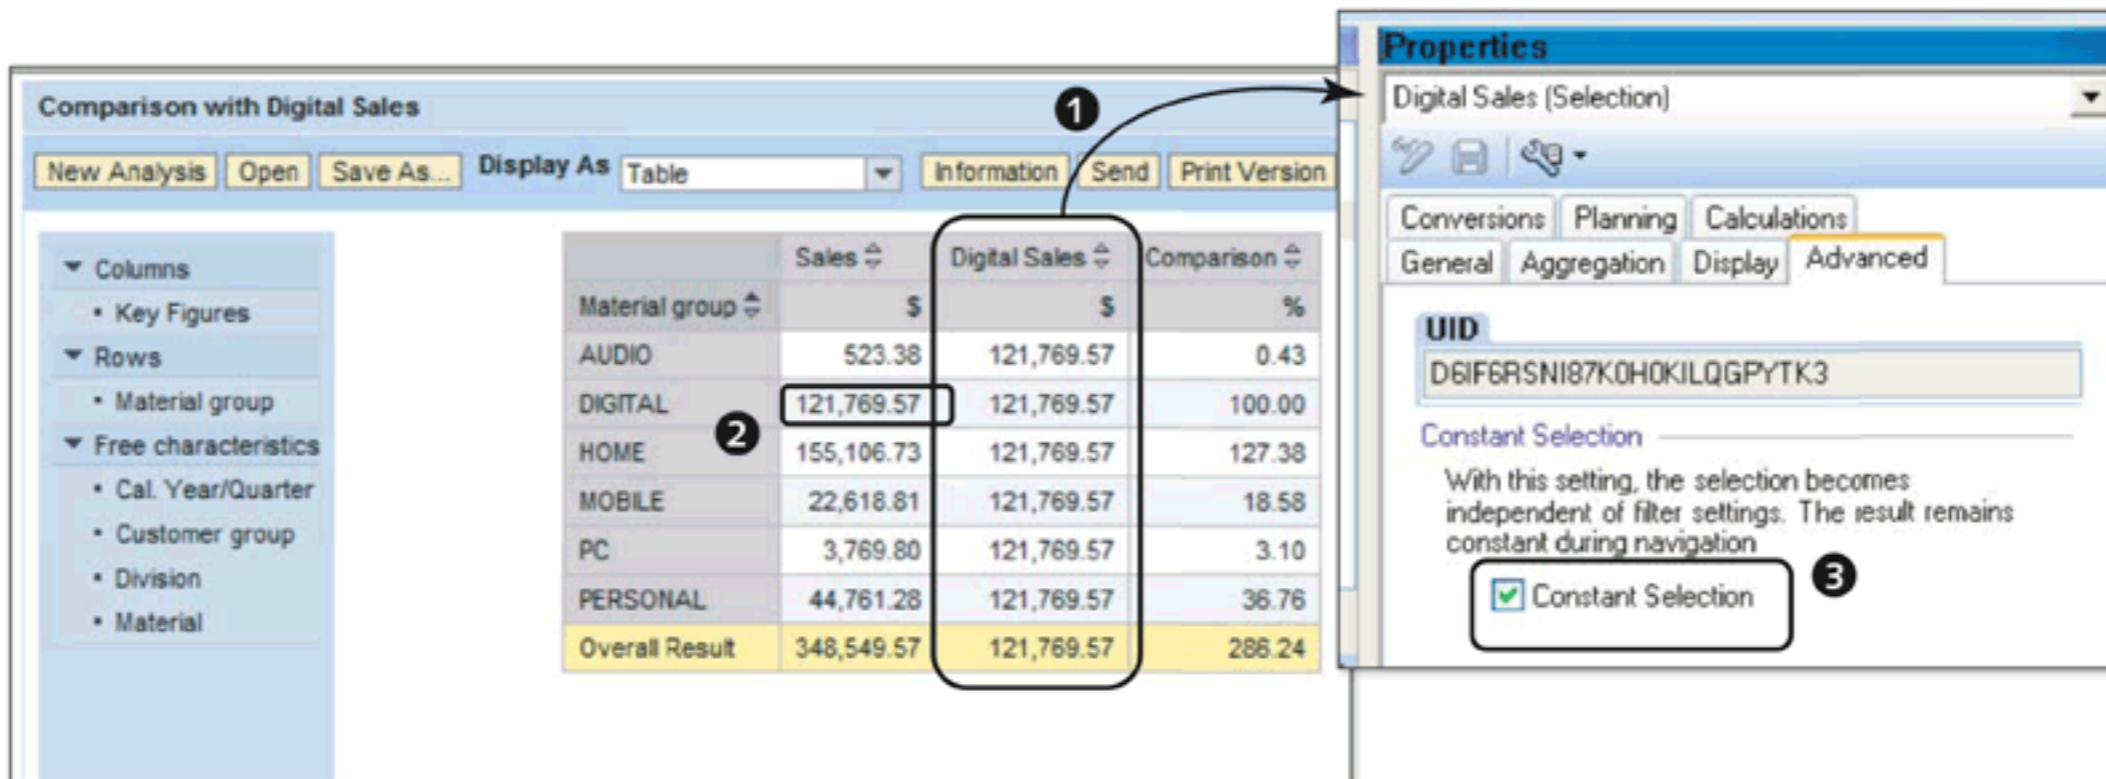 Comparison with Digital Sales
New Analysis Open Save As... Display As Table Information Send Print Version
Columns
Key Figures
Rows
Material group
Free characteristics
Cal. Year/Quarter
Customer group
Division
Material
Sales Digital Sales Comparison
Material group $ $ %
AUDIO 523.38 121,769.57 0.43
DIGITAL 121,769.57 121,769.57 100.00
HOME 155,106.73 121,769.57 127.38
MOBILE 22,618.81 121,769.57 18.58
PC 3,769.80 121,769.57 3.10
PERSONAL 44,761.28 121,769.57 36.76
Overall Result 348,549.57 121,769.57 286.24
1
2
Properties
Digital Sales (Selection)
Conversions Planning Calculations
General Aggregation Display Advanced
UID
D6IF6RSNI87K0H0KILQGPYTK3
Constant Selection
With this setting, the selection becomes
independent of filter settings. The result remains
constant during navigation
Constant Selection
3